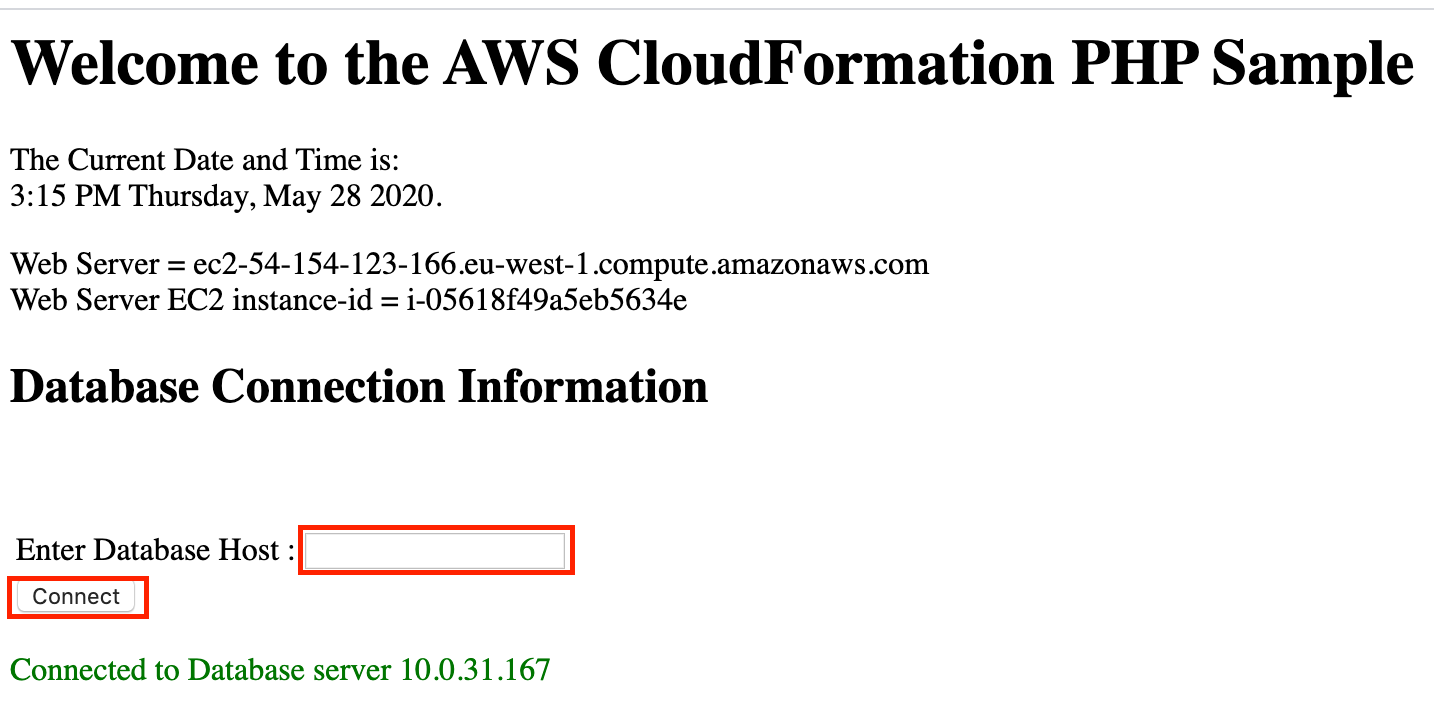 Welcome to the AWS CloudFormation PHP Sample
The Current Date and Time is:
3:15 PM Thursday, May 28 2020.
Web Server = ec2-54-154-123-166.eu-west-1.compute.amazonaws.com
Web Server EC2 instance-id = i-05618f49a5eb5634e
Database Connection Information
Enter Database Host :
Connect
Connected to Database server 10.0.31.167